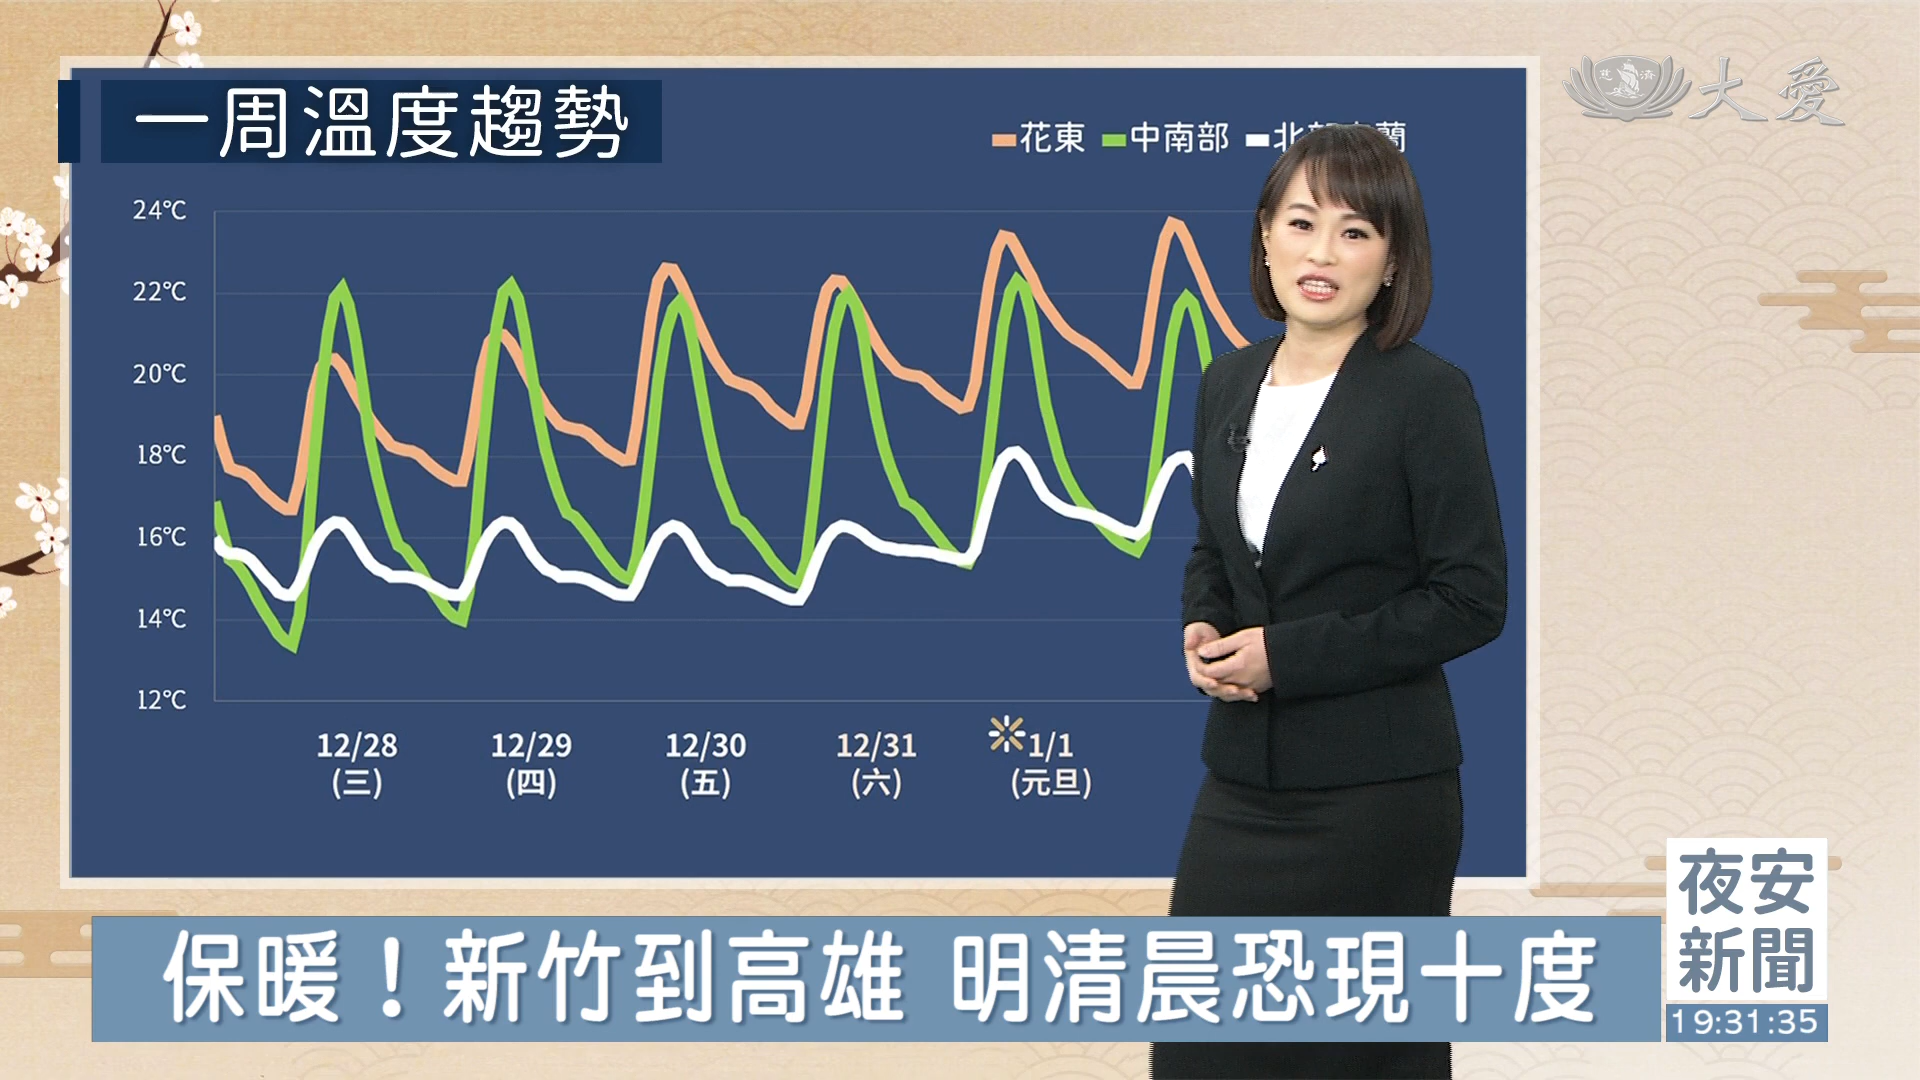 一周溫度趨勢
慈濟 大愛
花東 中南部 北
蘭
24℃
22℃
20℃
18℃
16℃
14℃
12℃
12/28 12/29 12/30 12/31 1/1
(三) (四) (五) (六) (元旦)
保暖！新竹到高雄 明清晨恐現十度
夜安
新聞
19:31:35